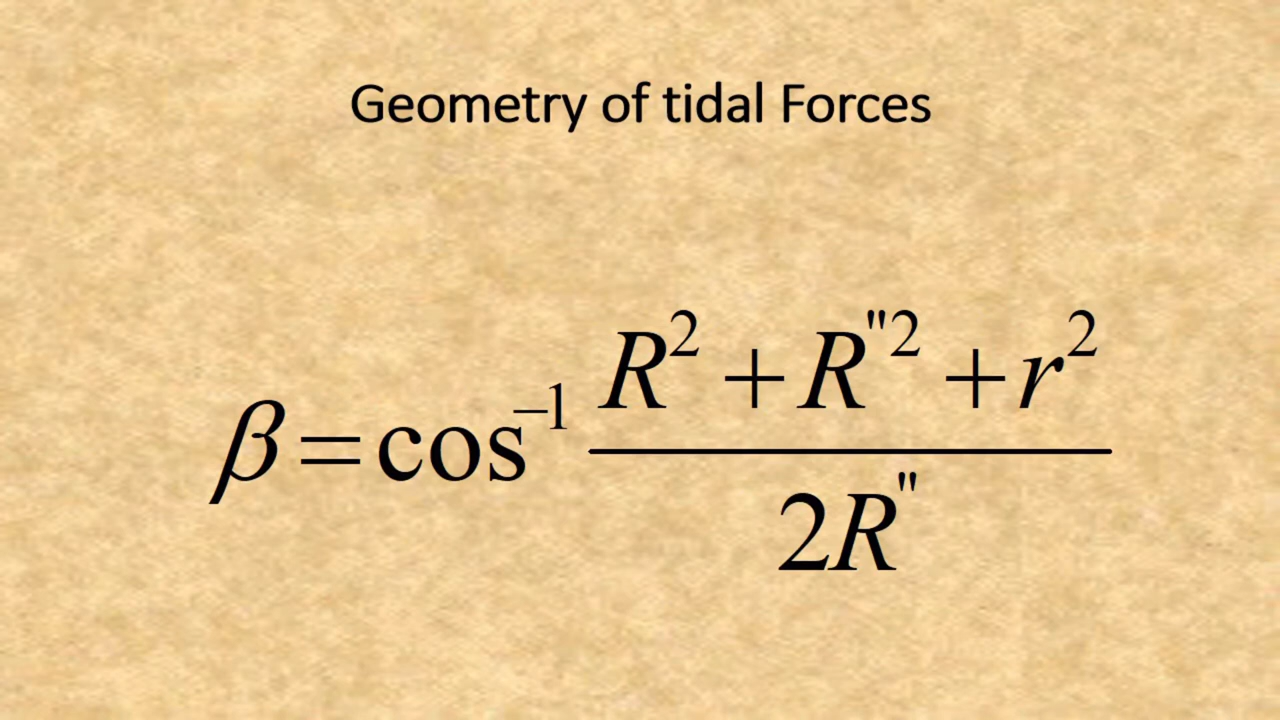 Geometry of tidal Forces
β = cos⁻¹ (R² + R"² + r²) / (2R")